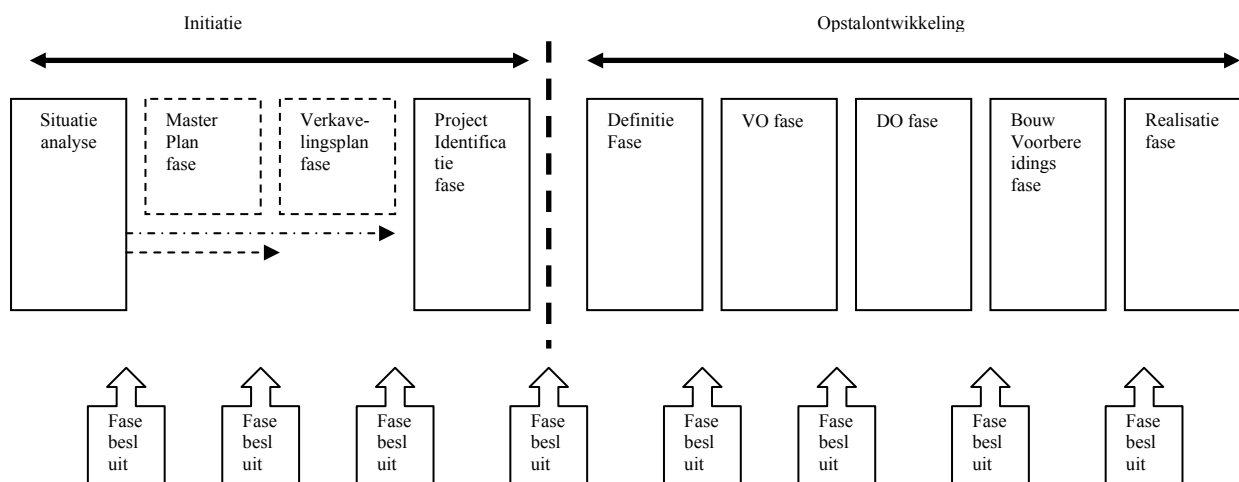 Initiatie
Opstalontwikkeling
Situatie
analyse
Master
Plan
fase
Verkave-
lingsplan
fase
Project
Identifica
tie
fase
Definitie
Fase
VO fase
DO fase
Bouw
Voorbere
idings
fase
Realisatie
fase
Fase
besl
uit
Fase
besl
uit
Fase
besl
uit
Fase
besl
uit
Fase
besl
uit
Fase
besl
uit
Fase
besl
uit
Fase
besl
uit